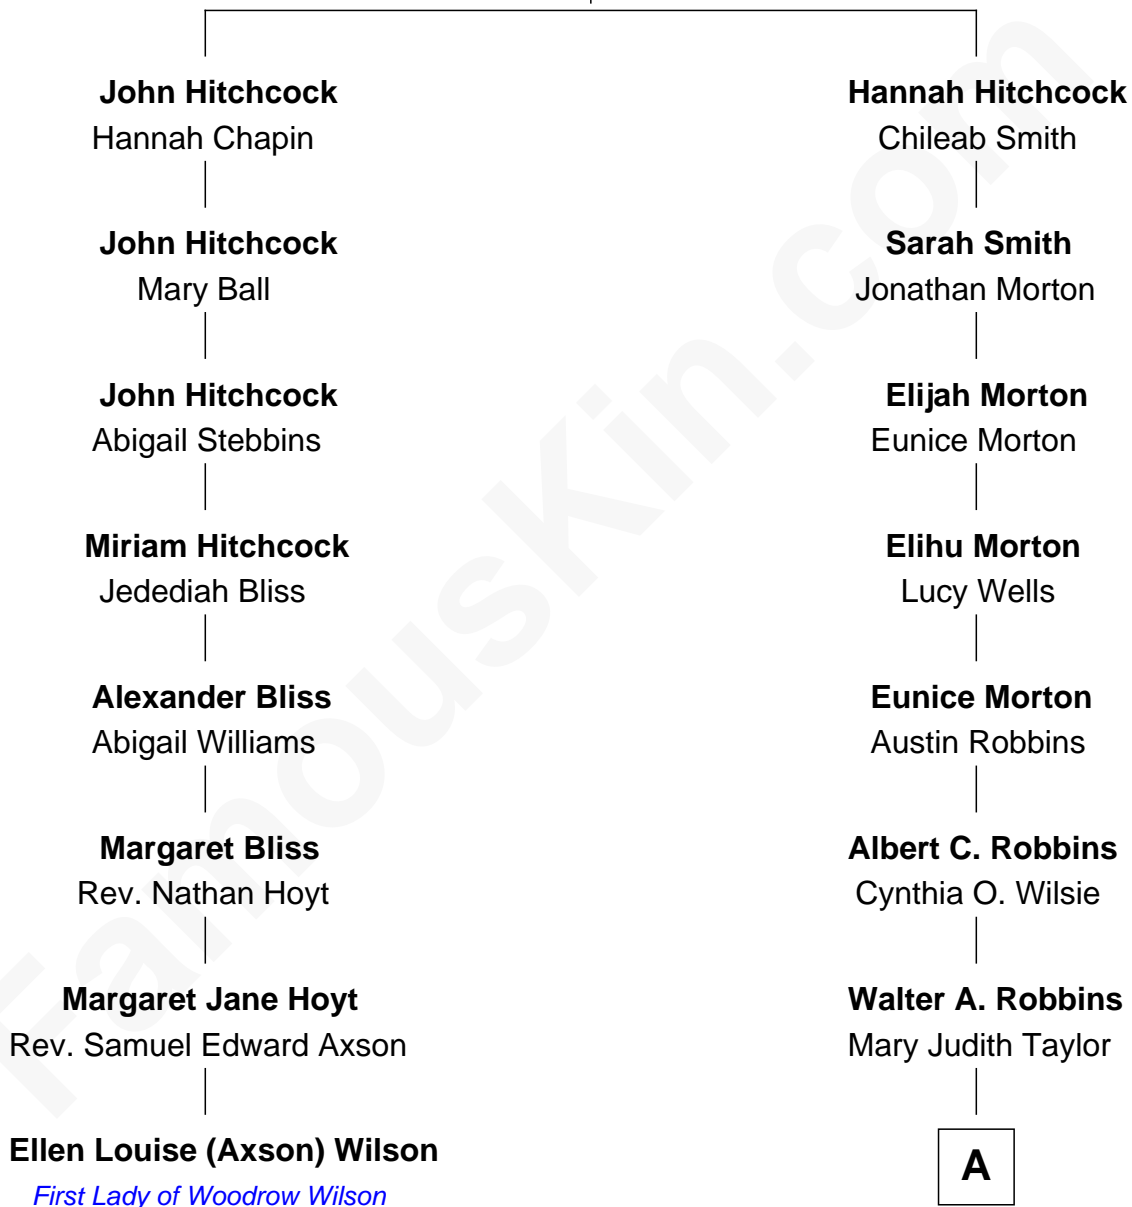 John Hitchcock
Hannah Chapin
John Hitchcock
Mary Ball
John Hitchcock
Abigail Stebbins
Miriam Hitchcock
Jedediah Bliss
Alexander Bliss
Abigail Williams
Margaret Bliss
Rev. Nathan Hoyt
Margaret Jane Hoyt
Rev. Samuel Edward Axson
Ellen Louise (Axson) Wilson
First Lady of Woodrow Wilson
Hannah Hitchcock
Chileab Smith
Sarah Smith
Jonathan Morton
Elijah Morton
Eunice Morton
Elihu Morton
Lucy Wells
Eunice Morton
Austin Robbins
Albert C. Robbins
Cynthia O. Wilsie
Walter A. Robbins
Mary Judith Taylor
A
FamousKin.com